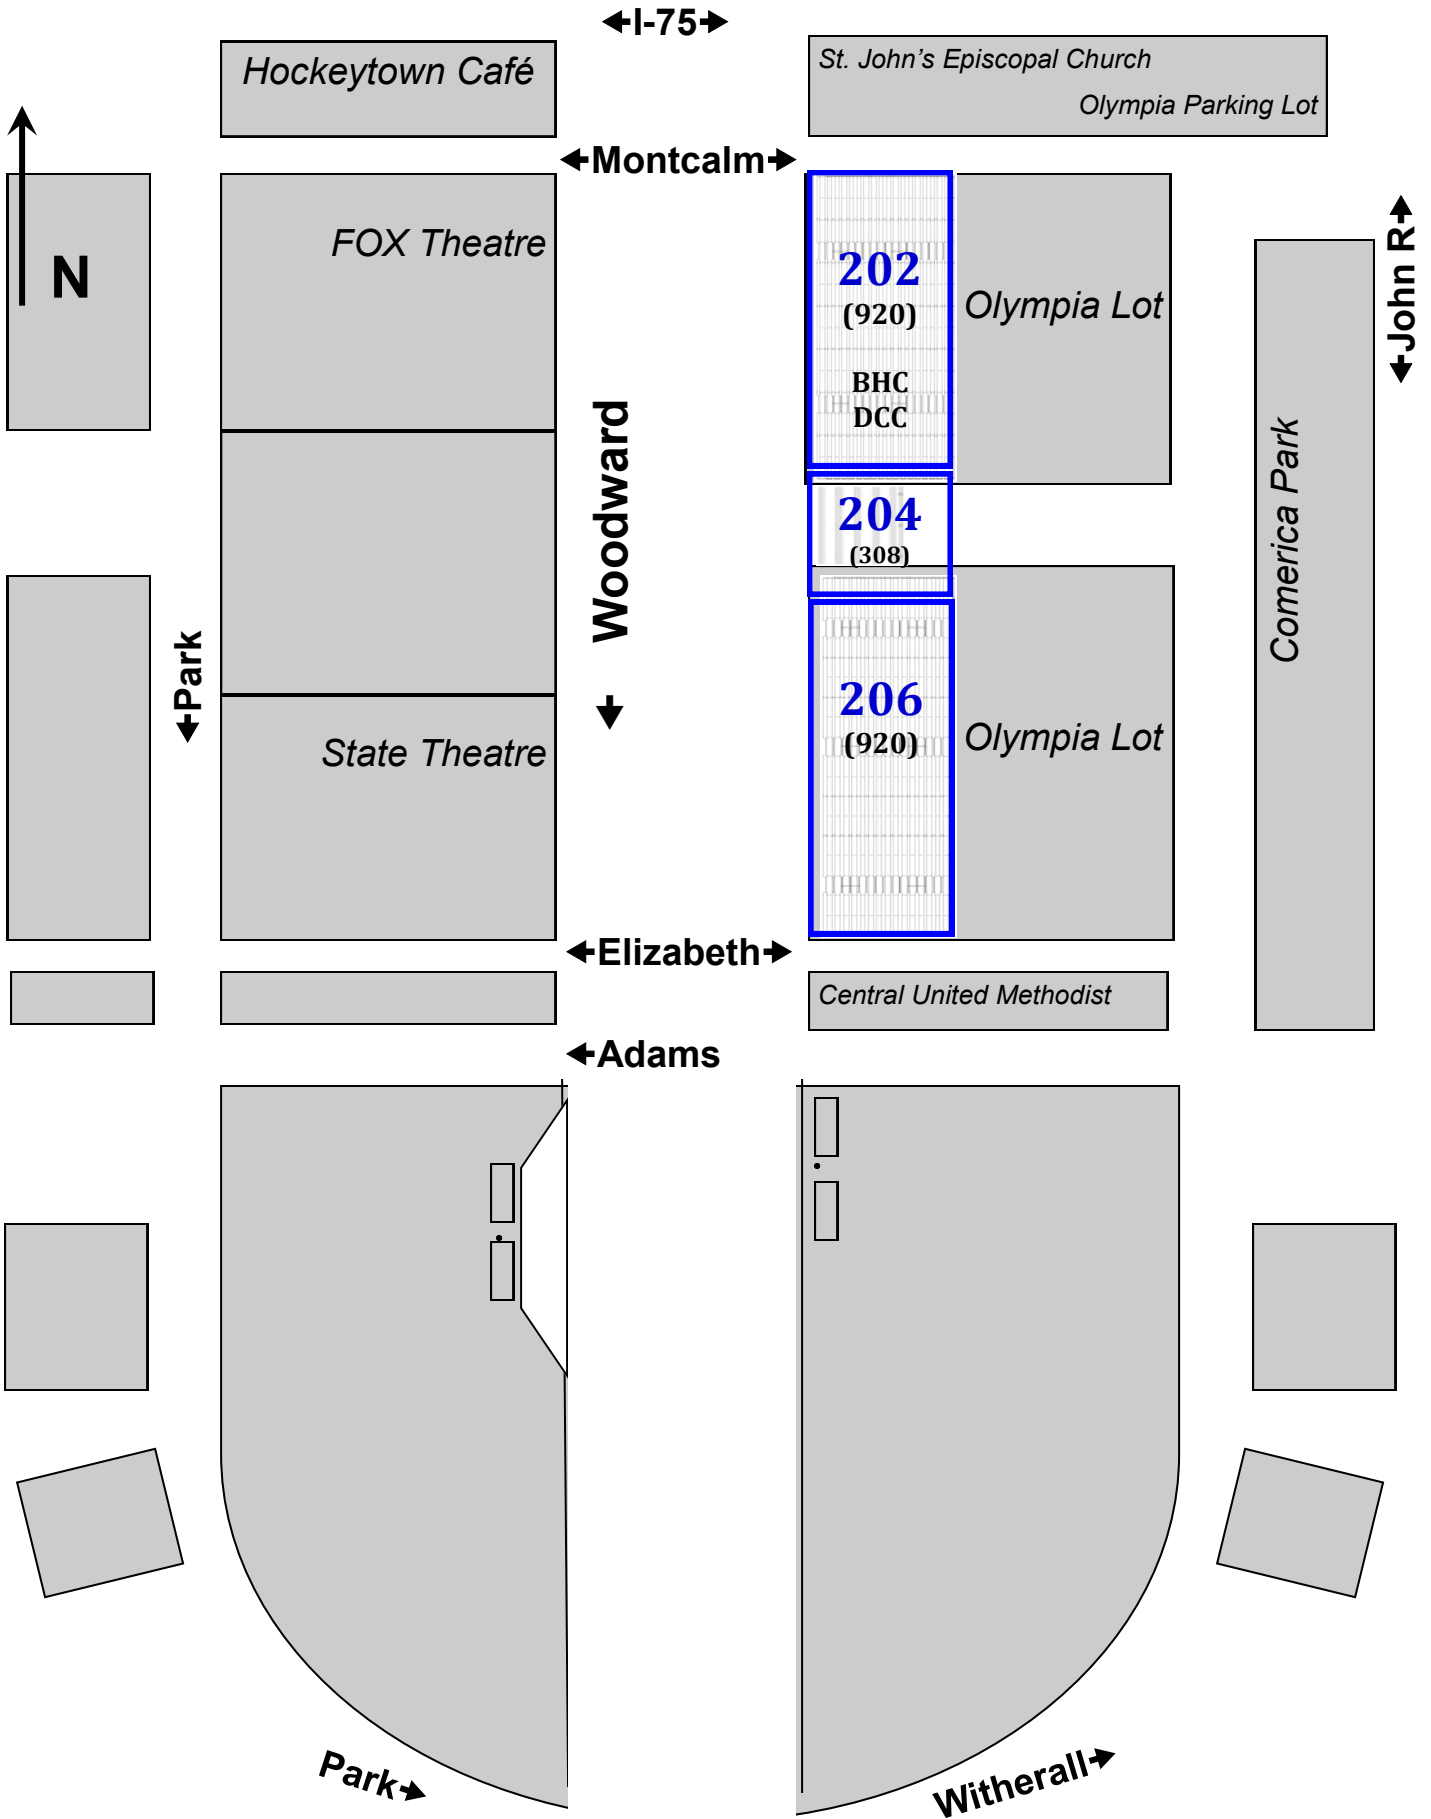 I-75
Hockeytown Café
St. John's Episcopal Church
Olympia Parking Lot
Montcalm
N
FOX Theatre
202
(920)
BHC
DCC
Olympia Lot
John R
Woodward
204
(308)
Comerica Park
Park
State Theatre
206
(920)
Olympia Lot
Elizabeth
Central United Methodist
Adams
Park
Witherall